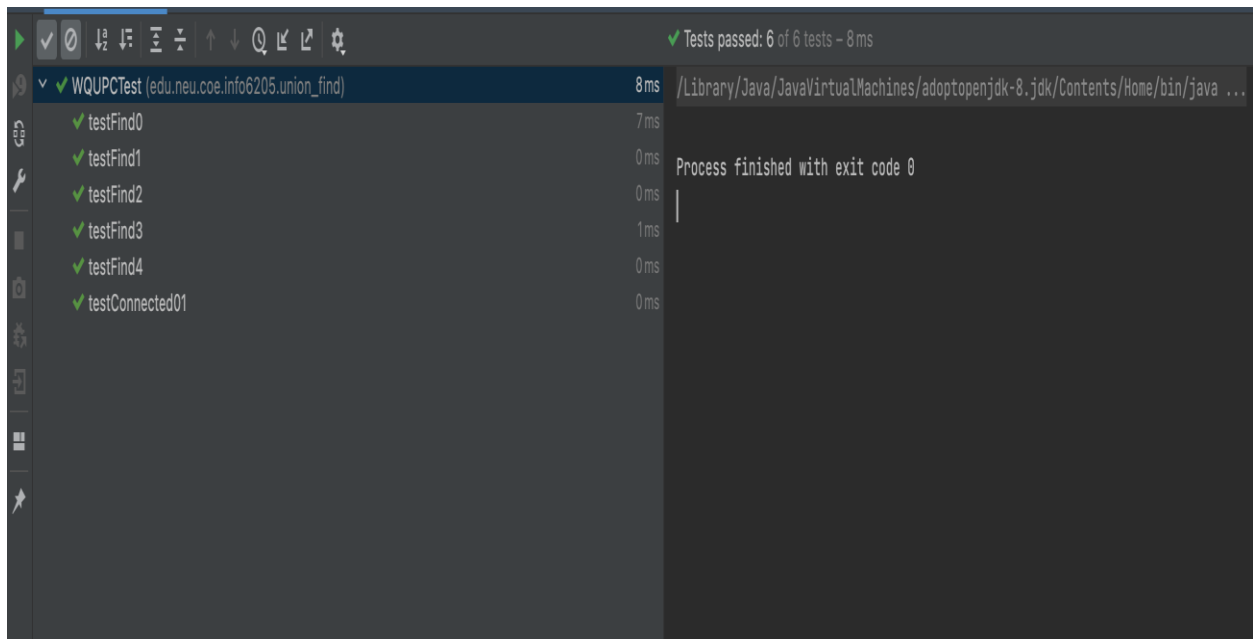 ✓ Tests passed: 6 of 6 tests – 8 ms
✓ WQUPCTest (edu.neu.coe.info6205.union_find) 8 ms
✓ testFind0 7 ms
✓ testFind1 0 ms
✓ testFind2 0 ms
✓ testFind3 1 ms
✓ testFind4 0 ms
✓ testConnected01 0 ms
/Library/Java/JavaVirtualMachines/adoptopenjdk-8.jdk/Contents/Home/bin/java ...
Process finished with exit code 0